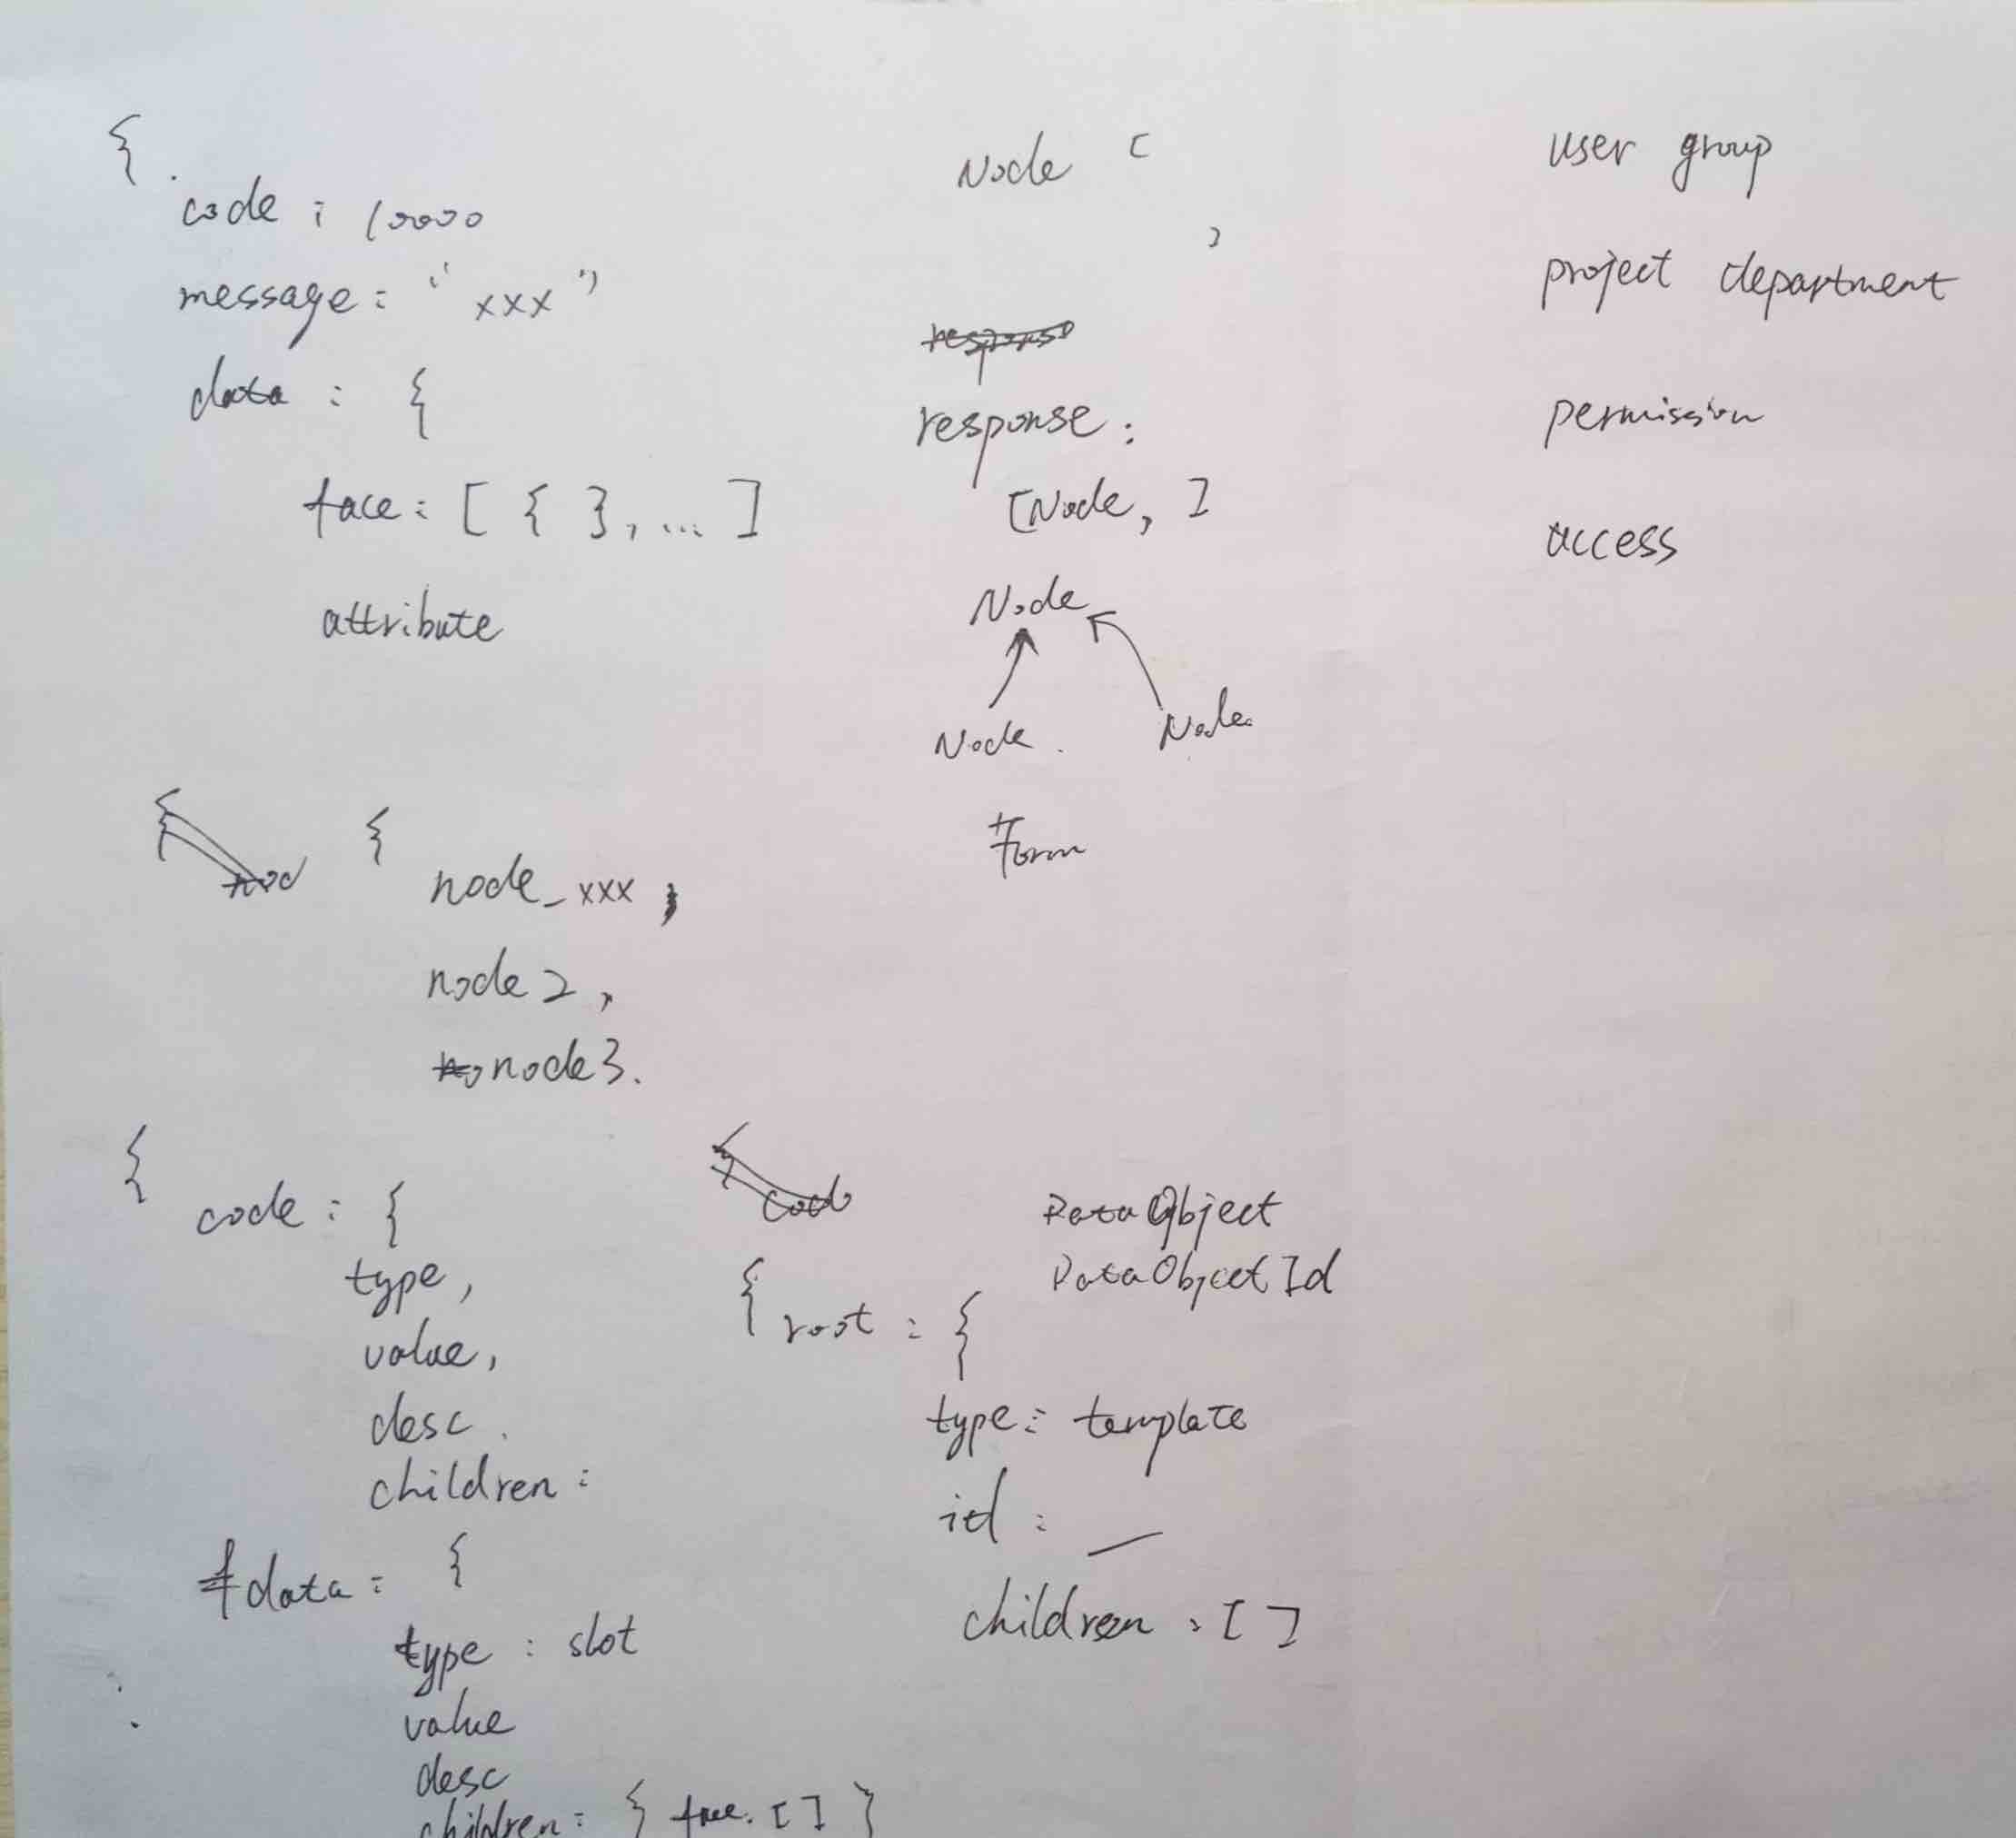 {
code : 10000
message : "xxx"
data : {
face : [ { }, ... ]
attribute
{
node_xxx,
node2,
node3.
{
code : {
type,
value,
desc.
children :
data : {
type : slot
value
desc
children : { face. [ ] }
Node [
]
response
response :
[Node, ]
Node
Node. Node
form
DataObject
DataObjectId
{ root : {
type : template
id : _
children : [ ]
user group
project department
permission
access